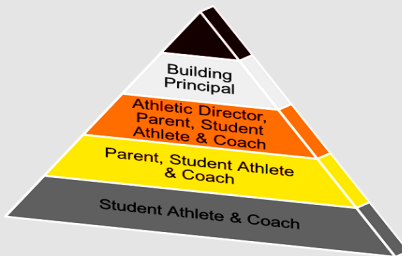 Building
Principal
Athletic Director,
Parent, Student
Athlete & Coach
Parent, Student Athlete
& Coach
Student Athlete & Coach